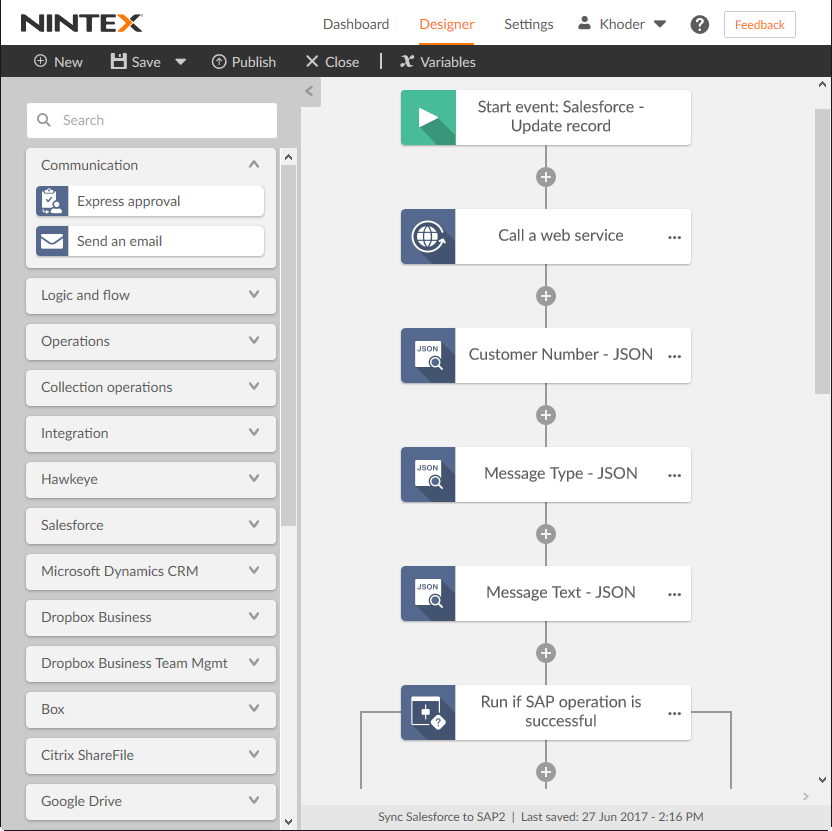 NINTEX
Dashboard Designer Settings Khoder ? Feedback
New Save Publish Close | x Variables
Search
Communication
Express approval
Send an email
Logic and flow
Operations
Collection operations
Integration
Hawkeye
Salesforce
Microsoft Dynamics CRM
Dropbox Business
Dropbox Business Team Mgmt
Box
Citrix ShareFile
Google Drive
Start event: Salesforce -
Update record
Call a web service ...
JSON
Customer Number - JSON ...
JSON
Message Type - JSON ...
JSON
Message Text - JSON ...
Run if SAP operation is
successful ...
?
Sync Salesforce to SAP2 | Last saved: 27 Jun 2017 - 2:16 PM